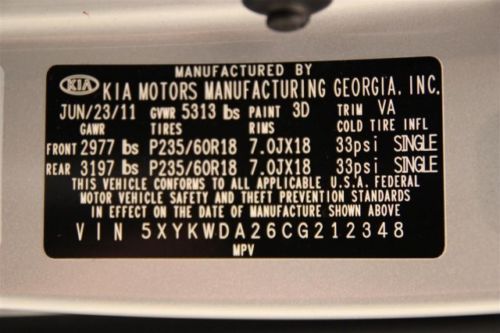 MANUFACTURED BY
KIA KIA MOTORS MANUFACTURING GEORGIA, INC.
JUN/23/11 GVWR 5313 lbs PAINT 3D TRIM VA
GAWR TIRES RIMS COLD TIRE INFL
FRONT 2977 lbs P235/60R18 7.0JX18 33psi SINGLE
REAR 3197 lbs P235/60R18 7.0JX18 33psi SINGLE
THIS VEHICLE CONFORMS TO ALL APPLICABLE U.S.A. FEDERAL
MOTOR VEHICLE SAFETY AND THEFT PREVENTION STANDARDS
IN EFFECT ON THE DATE OF MANUFACTURE SHOWN ABOVE
VIN 5XYKWDA26CG212348
MPV